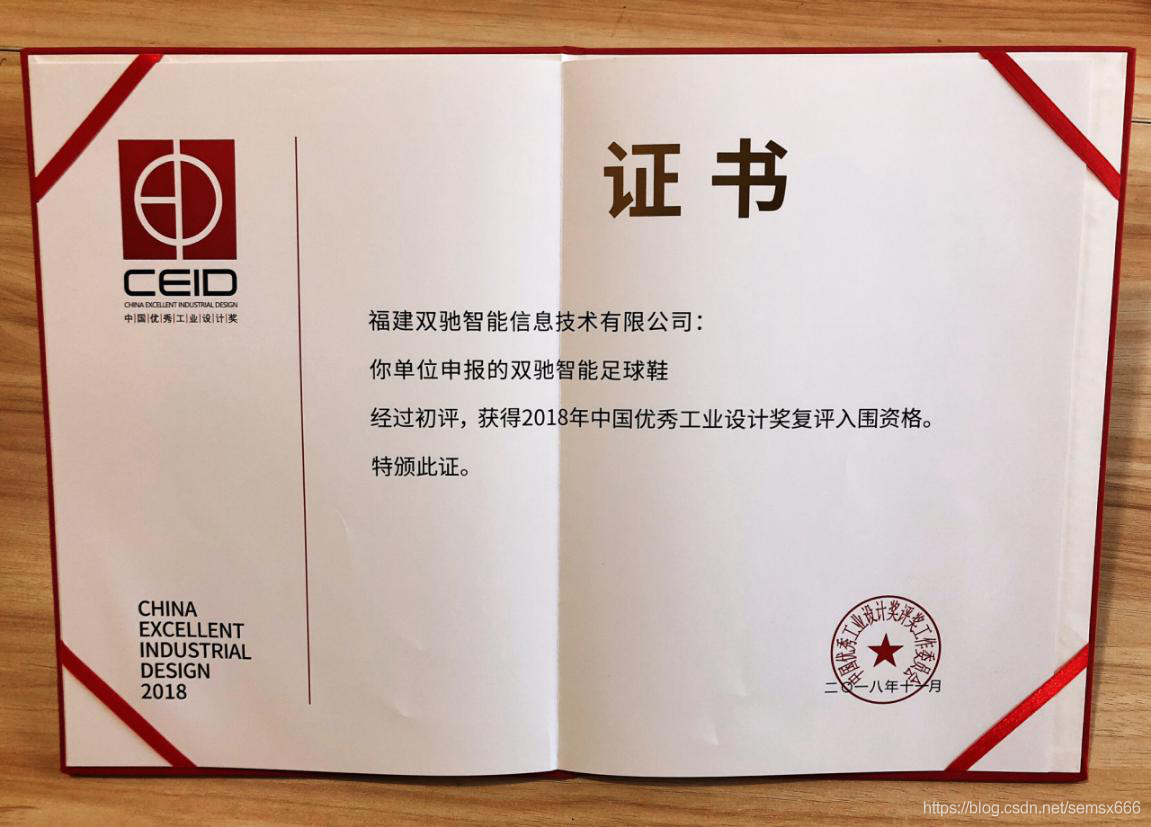 证书
CEID
CHINA EXCELLENT INDUSTRIAL DESIGN
中|国|优|秀|工|业|设|计|奖
福建双驰智能信息技术有限公司：
你单位申报的双驰智能足球鞋
经过初评，获得2018年中国优秀工业设计奖复评入围资格。
特颁此证。
CHINA
EXCELLENT
INDUSTRIAL
DESIGN
2018
中国优秀工业设计奖评奖工作委员会
二〇一八年十一月
https://blog.csdn.net/semsx666